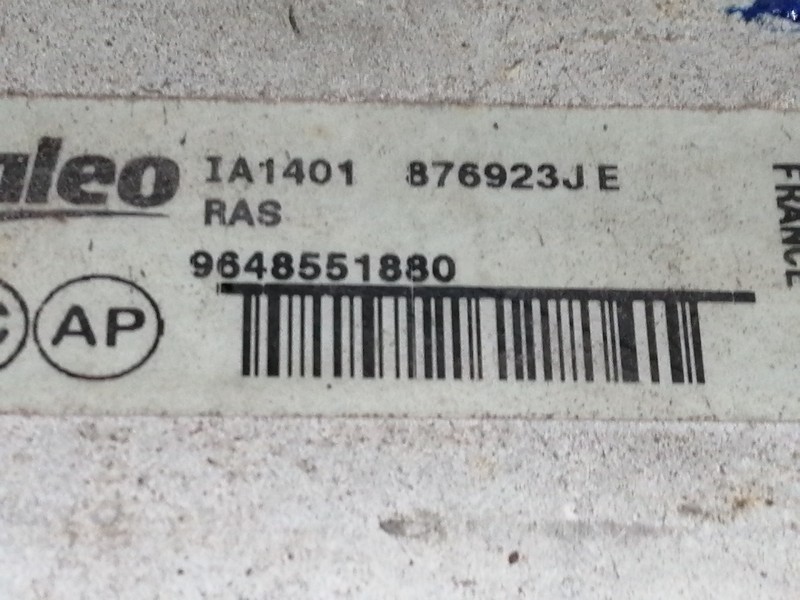 aleo IA1401 876923J E
RAS
9648551880
C AP
FRANCE